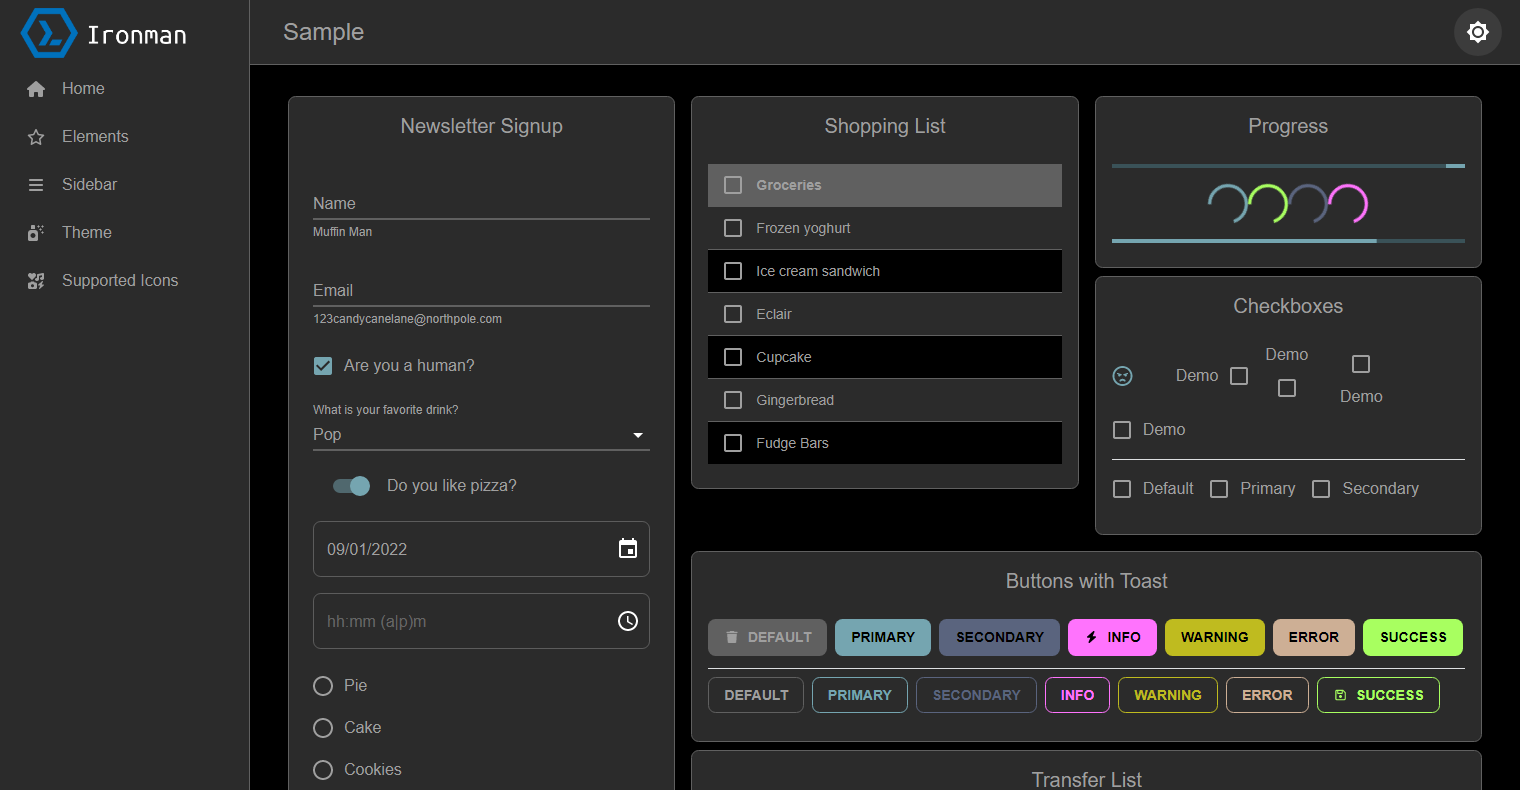 Ironman
Home
Elements
Sidebar
Theme
Supported Icons
Sample
Newsletter Signup
Name
Muffin Man
Email
123candycanelane@northpole.com
Are you a human?
What is your favorite drink?
Pop
Do you like pizza?
09/01/2022
hh:mm (a|p)m
Pie
Cake
Cookies
Shopping List
Groceries
Frozen yoghurt
Ice cream sandwich
Eclair
Cupcake
Gingerbread
Fudge Bars
Progress
Checkboxes
Demo
Demo
Demo
Demo
Default Primary Secondary
Buttons with Toast
DEFAULT PRIMARY SECONDARY INFO WARNING ERROR SUCCESS
DEFAULT PRIMARY SECONDARY INFO WARNING ERROR SUCCESS
Transfer List